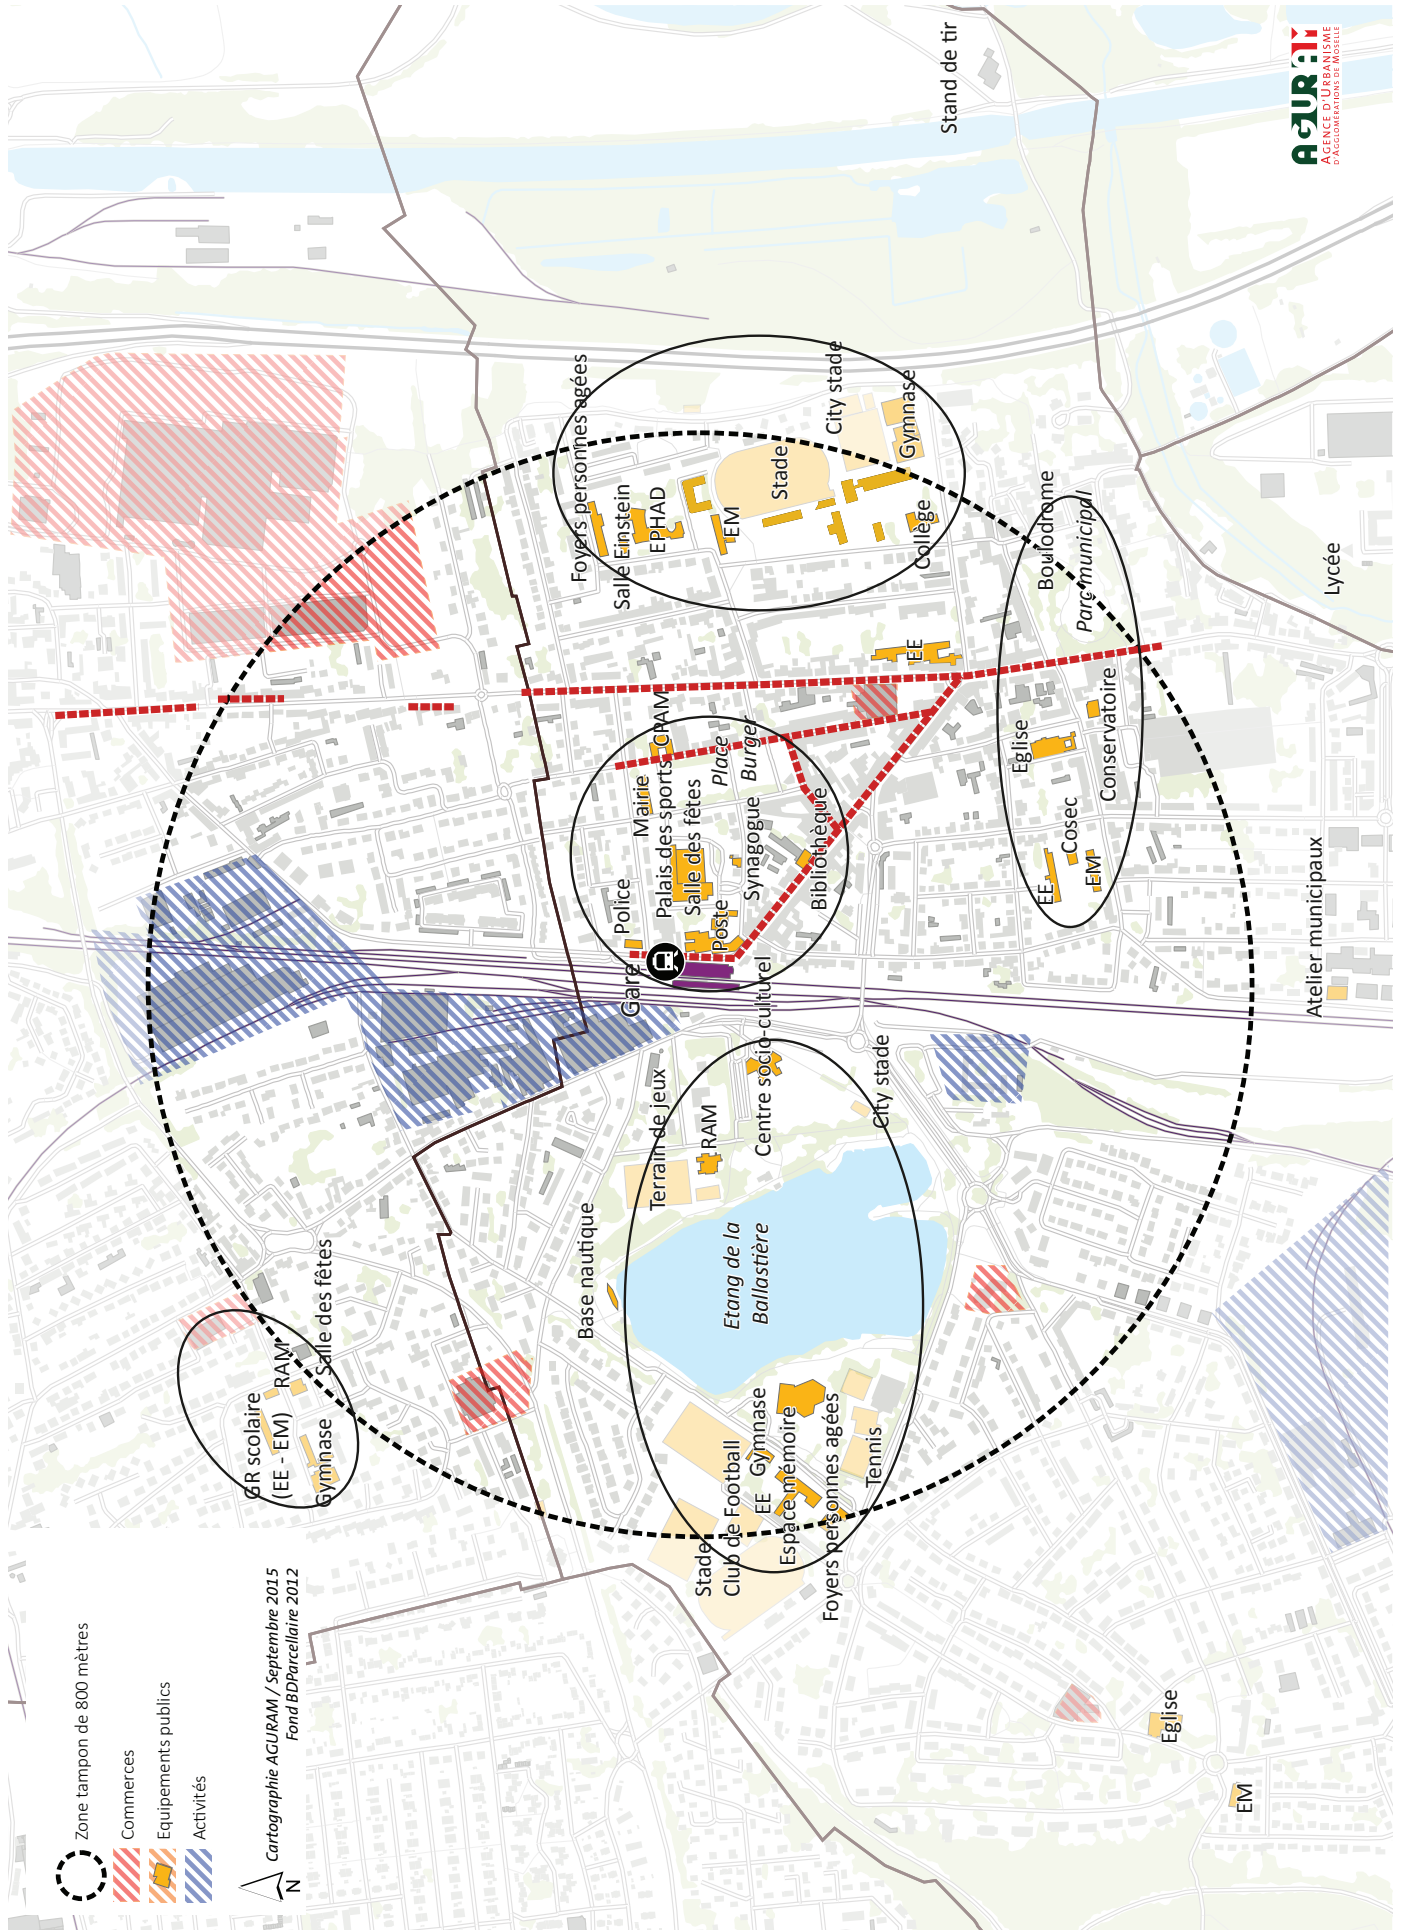 Zone tampon de 800 mètres
Commerces
Equipements publics
Activités
N
Cartographie AGURAM / Septembre 2015
Fond BDParcellaire 2012
GR scolaire
(EE - EM)
RAM
Gymnase
Salle des fêtes
Base nautique
Terrain de jeux
RAM
Centre socio-culturel
City stade
Etang de la
Ballastière
Stade
Club de Football
EE
Gymnase
Espace mémoire
Foyers personnes agées
Tennis
Gare
Police
Mairie
Palais des sports
CPAM
Salle des fêtes
Poste
Place
Burger
Synagogue
Bibliothèque
Foyers personnes agées
Salle Einstein
EPHAD
EM
Stade
City stade
Gymnase
Collège
EE
Boulodrome
Parc municipal
Eglise
Conservatoire
Cosec
EE
EM
Stand de tir
Lycée
Atelier municipaux
Eglise
EM
AGURAM
AGENCE D'URBANISME
D'AGGLOMÉRATIONS DE MOSELLE